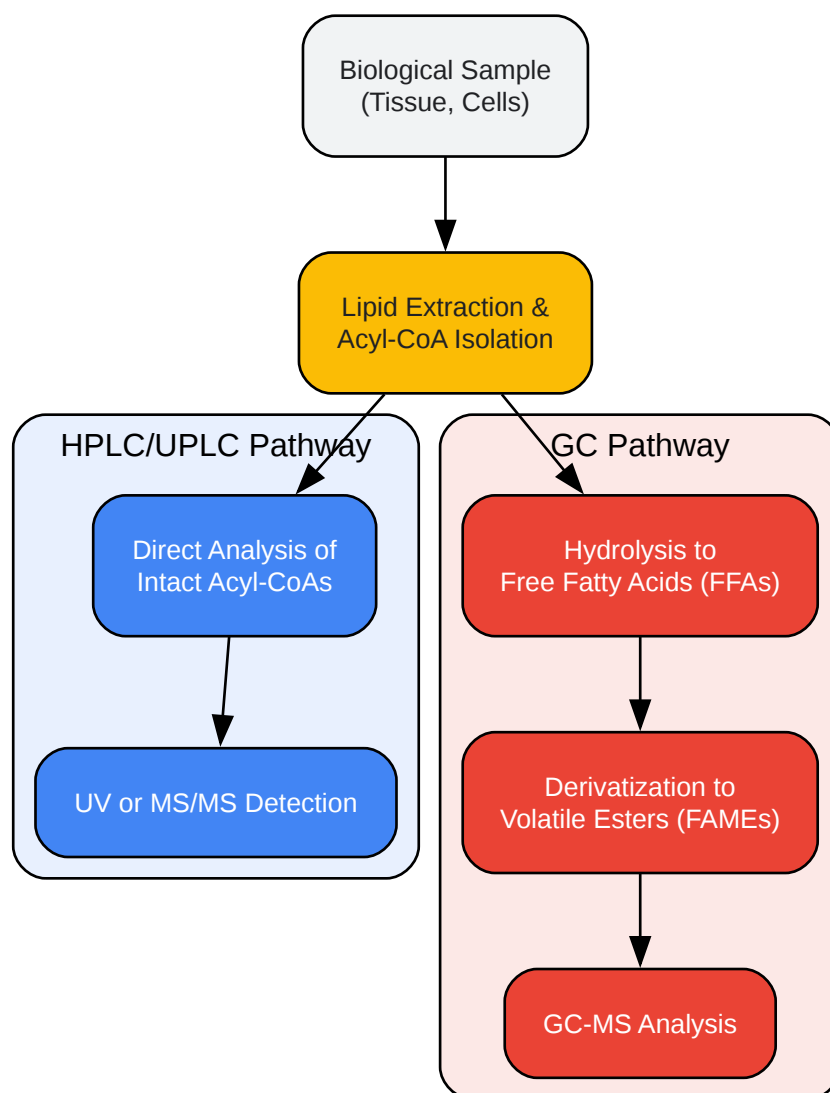 Biological Sample
(Tissue, Cells)
Lipid Extraction &
Acyl-CoA Isolation
HPLC/UPLC Pathway
Direct Analysis of
Intact Acyl-CoAs
UV or MS/MS Detection
GC Pathway
Hydrolysis to
Free Fatty Acids (FFAs)
Derivatization to
Volatile Esters (FAMEs)
GC-MS Analysis